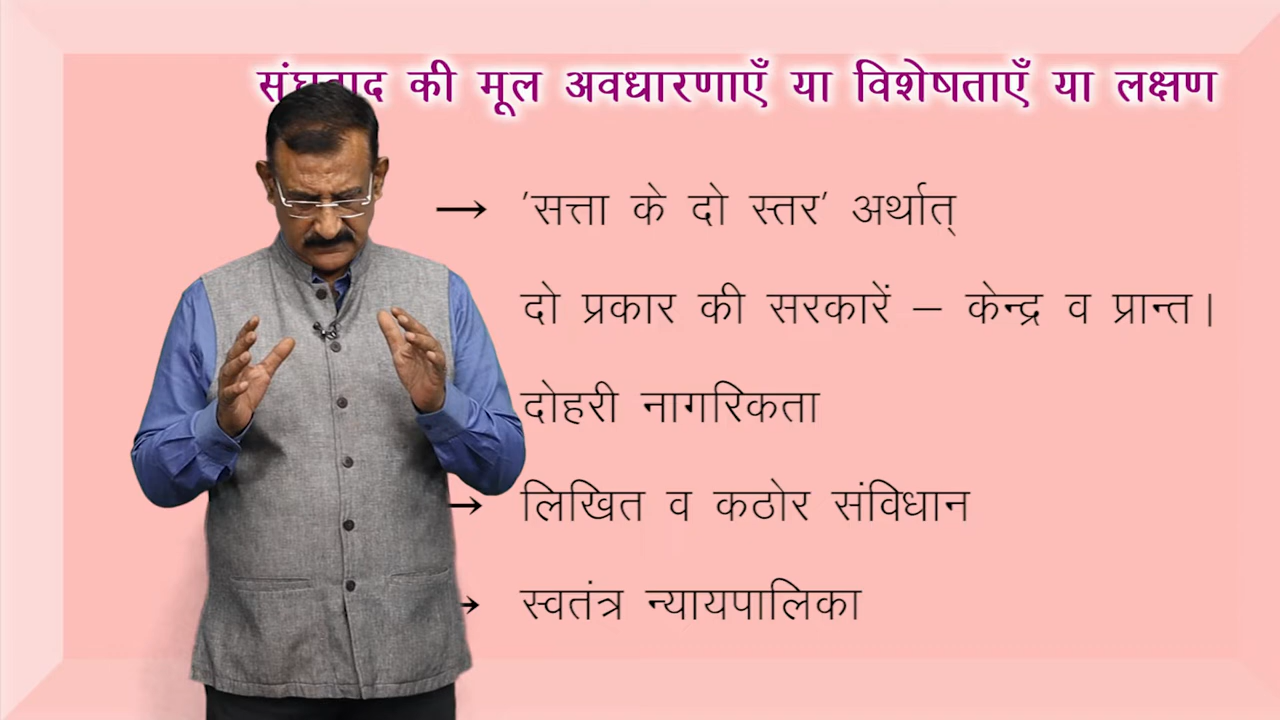 की मूल अवधारणाएँ या विशेषताएँ या लक्षण
→ 'सत्ता के दो स्तर' अर्थात्
दो प्रकार की सरकारें – केन्द्र व प्रान्त।
दोहरी नागरिकता
→ लिखित व कठोर संविधान
→ स्वतंत्र न्यायपालिका